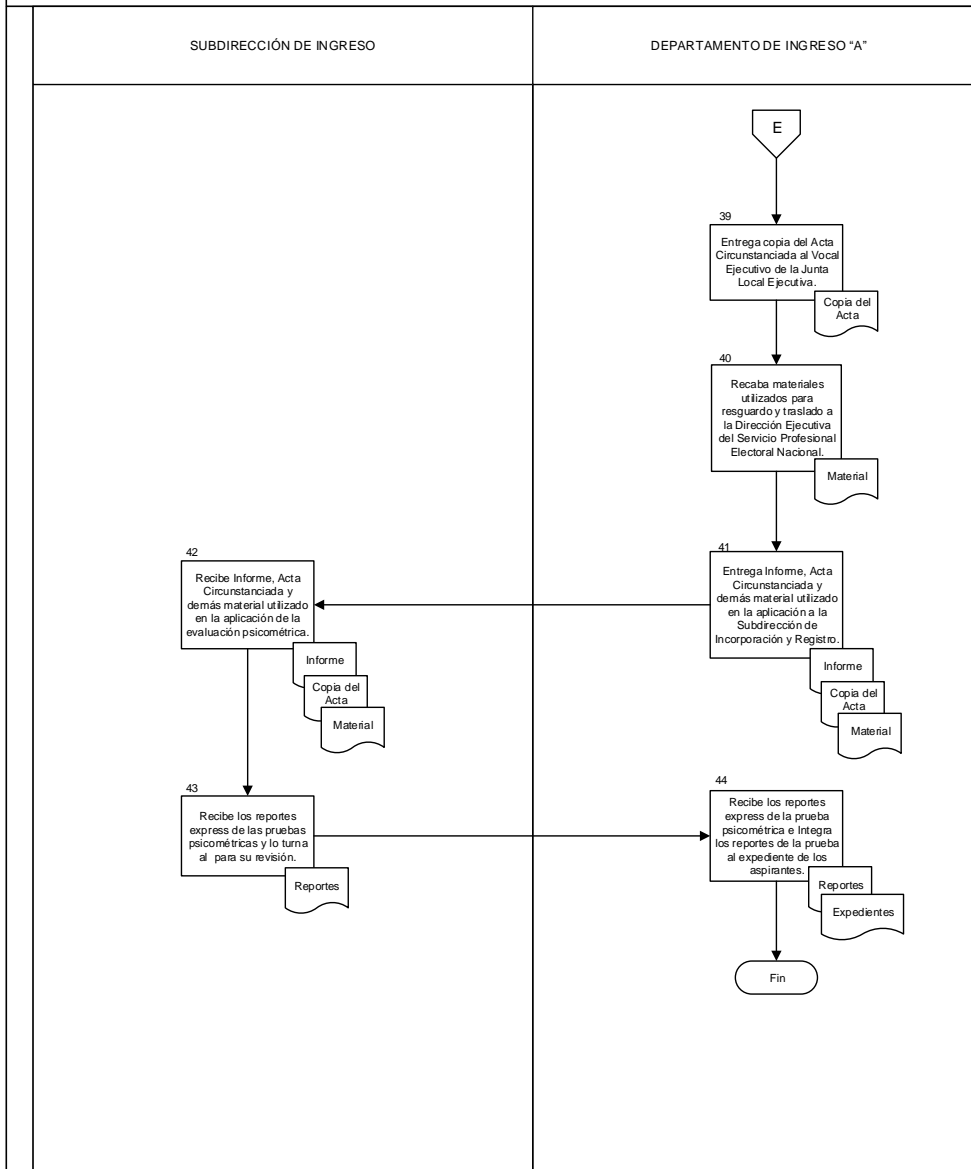 SUBDIRECCIÓN DE INGRESO
DEPARTAMENTO DE INGRESO “A”
E
39
Entrega copia del Acta
Circunstanciada al Vocal
Ejecutivo de la Junta
Local Ejecutiva.
Copia del
Acta
40
Recaba materiales
utilizados para
resguardo y traslado a
la Dirección Ejecutiva
del Servicio Profesional
Electoral Nacional.
Material
41
Entrega Informe, Acta
Circunstanciada y
demás material utilizado
en la aplicación a la
Subdirección de
Incorporación y Registro.
Informe
Copia del
Acta
Material
42
Recibe Informe, Acta
Circunstanciada y
demás material utilizado
en la aplicación de la
evaluación psicométrica.
Informe
Copia del
Acta
Material
43
Recibe los reportes
express de las pruebas
psicométricas y lo turna
al para su revisión.
Reportes
44
Recibe los reportes
express de la prueba
psicométrica e Integra
los reportes de la prueba
al expediente de los
aspirantes.
Reportes
Expedientes
Fin